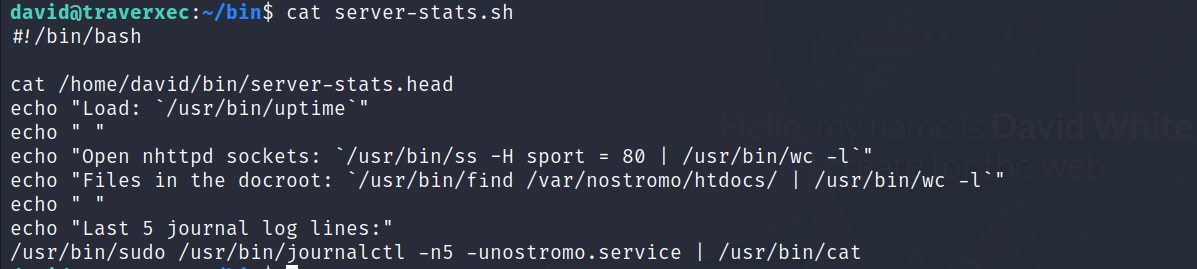 david@traverxec:~/bin$ cat server-stats.sh
#!/bin/bash

cat /home/david/bin/server-stats.head
echo "Load: `/usr/bin/uptime`"
echo " "
echo "Open nhttpd sockets: `/usr/bin/ss -H sport = 80 | /usr/bin/wc -l`"
echo "Files in the docroot: `/usr/bin/find /var/nostromo/htdocs/ | /usr/bin/wc -l`"
echo " "
echo "Last 5 journal log lines:"
/usr/bin/sudo /usr/bin/journalctl -n5 -unostromo.service | /usr/bin/cat
Hello, my name is David White
for the web.